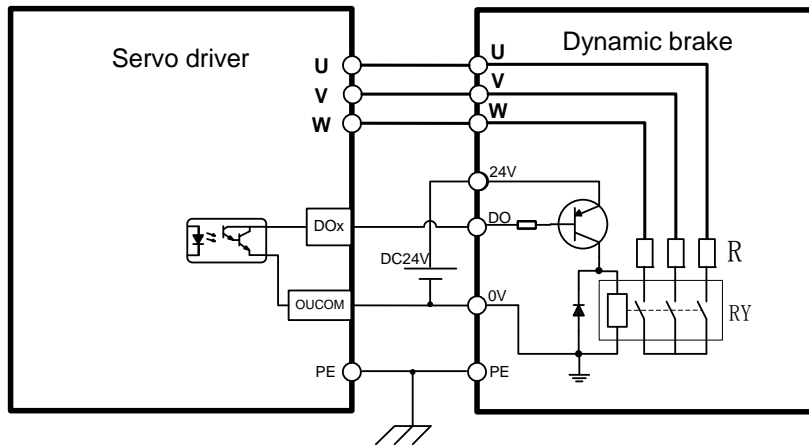 Servo driver
Dynamic brake
U
U
V
V
W
W
24V
DOx
DO
DC24V
R
OUCOM
0V
RY
PE
PE